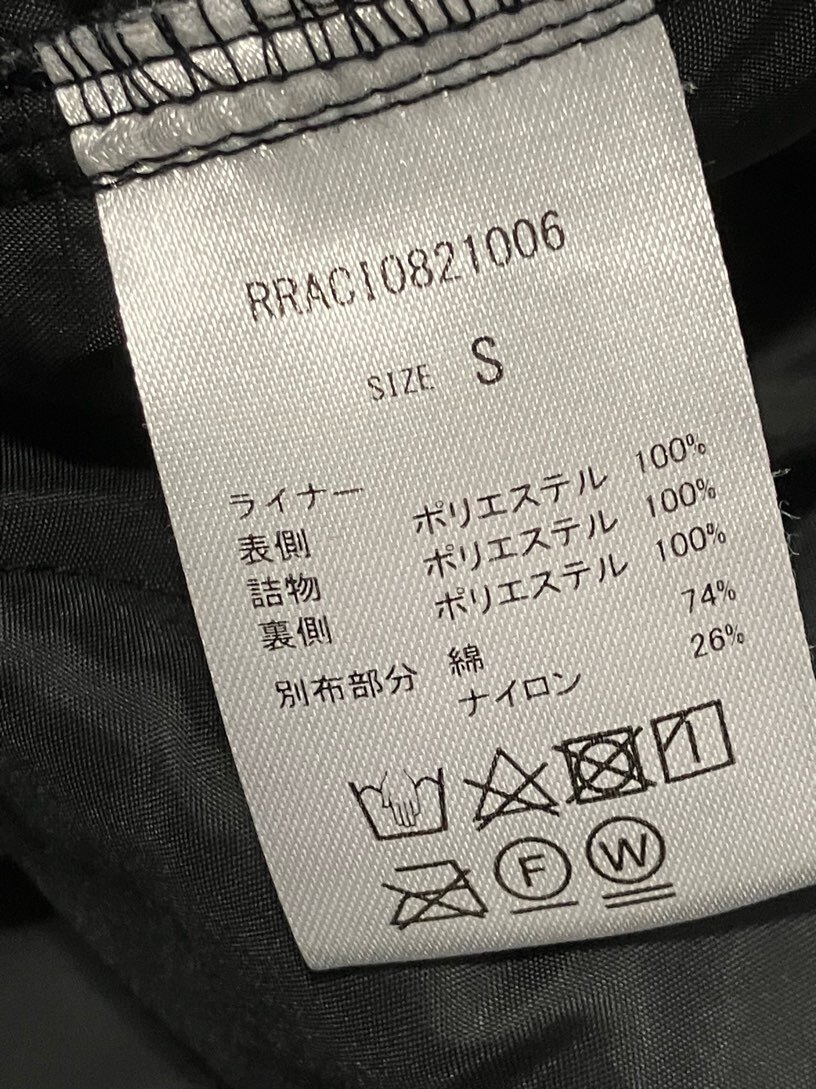 RRACI0821006
SIZE S
ライナー
表側 ポリエステル 100%
詰物 ポリエステル 100%
裏側 ポリエステル 100%
別布部分 綿 74%
ナイロン 26%
F W